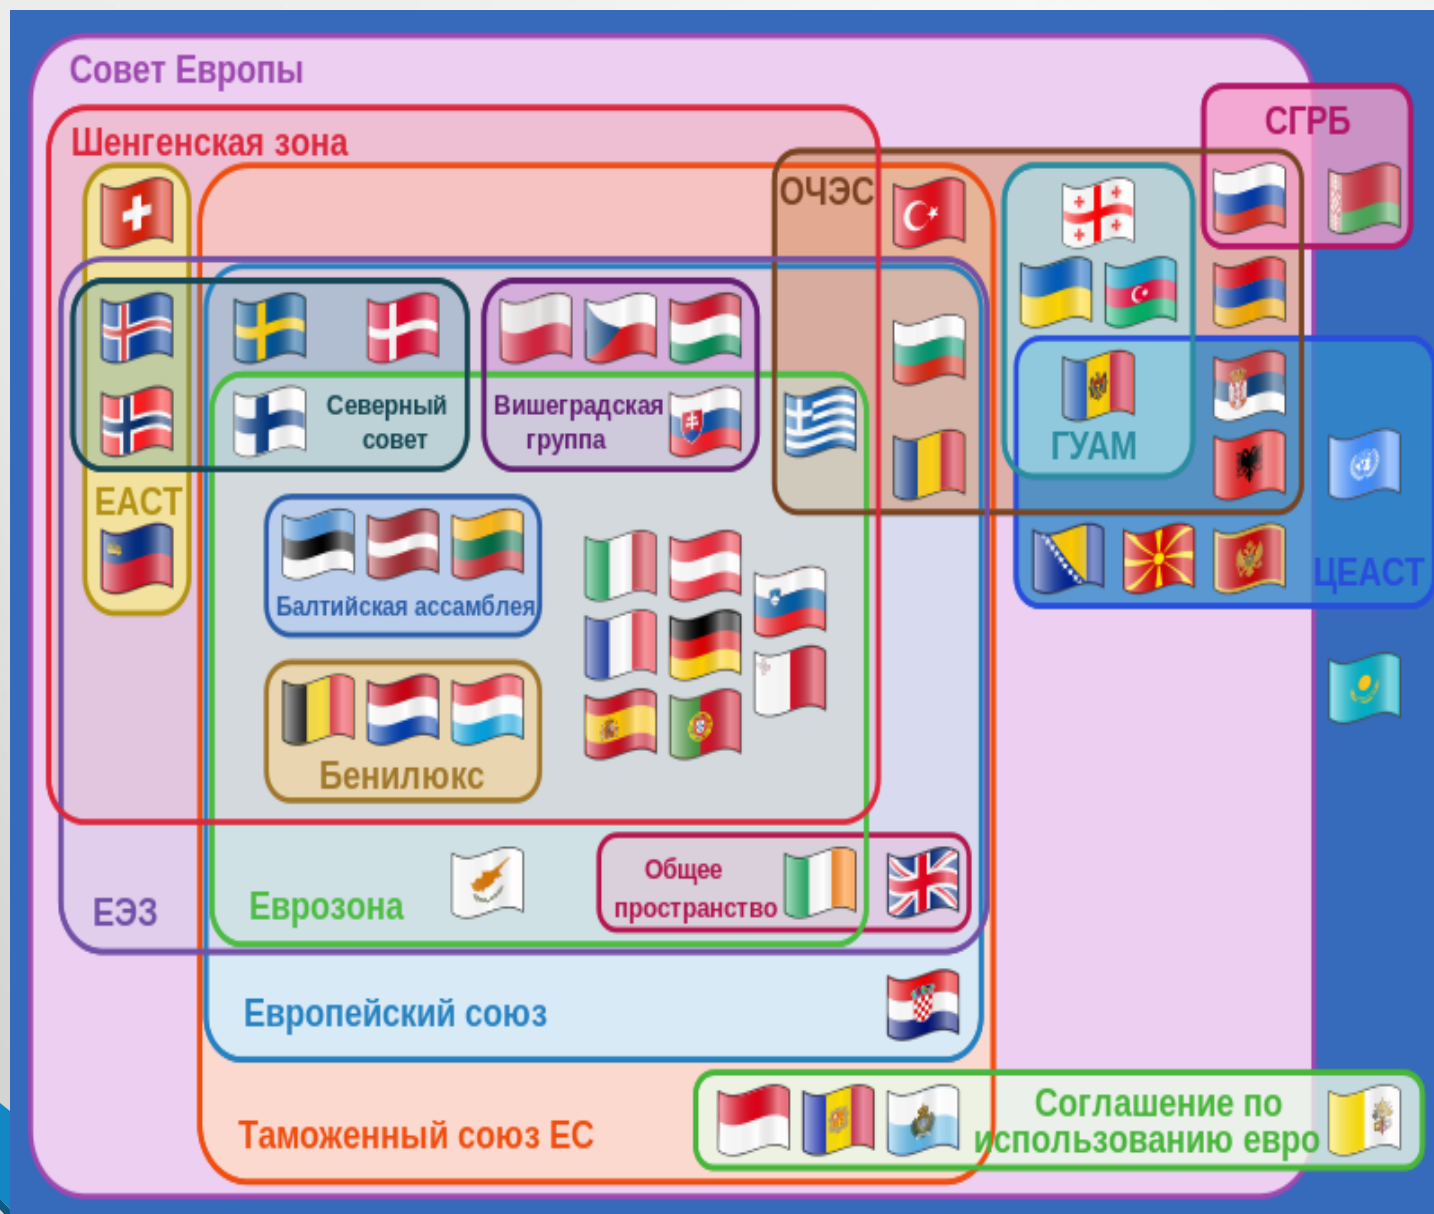 Совет Европы
СГРБ
Шенгенская зона
ОЧЭС
Северный
совет
Вишеградская
группа
ГУАМ
ЕАСТ
ЦЕАСТ
Балтийская ассамблея
Бенилюкс
Общее
пространство
ЕЭЗ
Еврозона
Европейский союз
Таможенный союз ЕС
Соглашение по
использованию евро